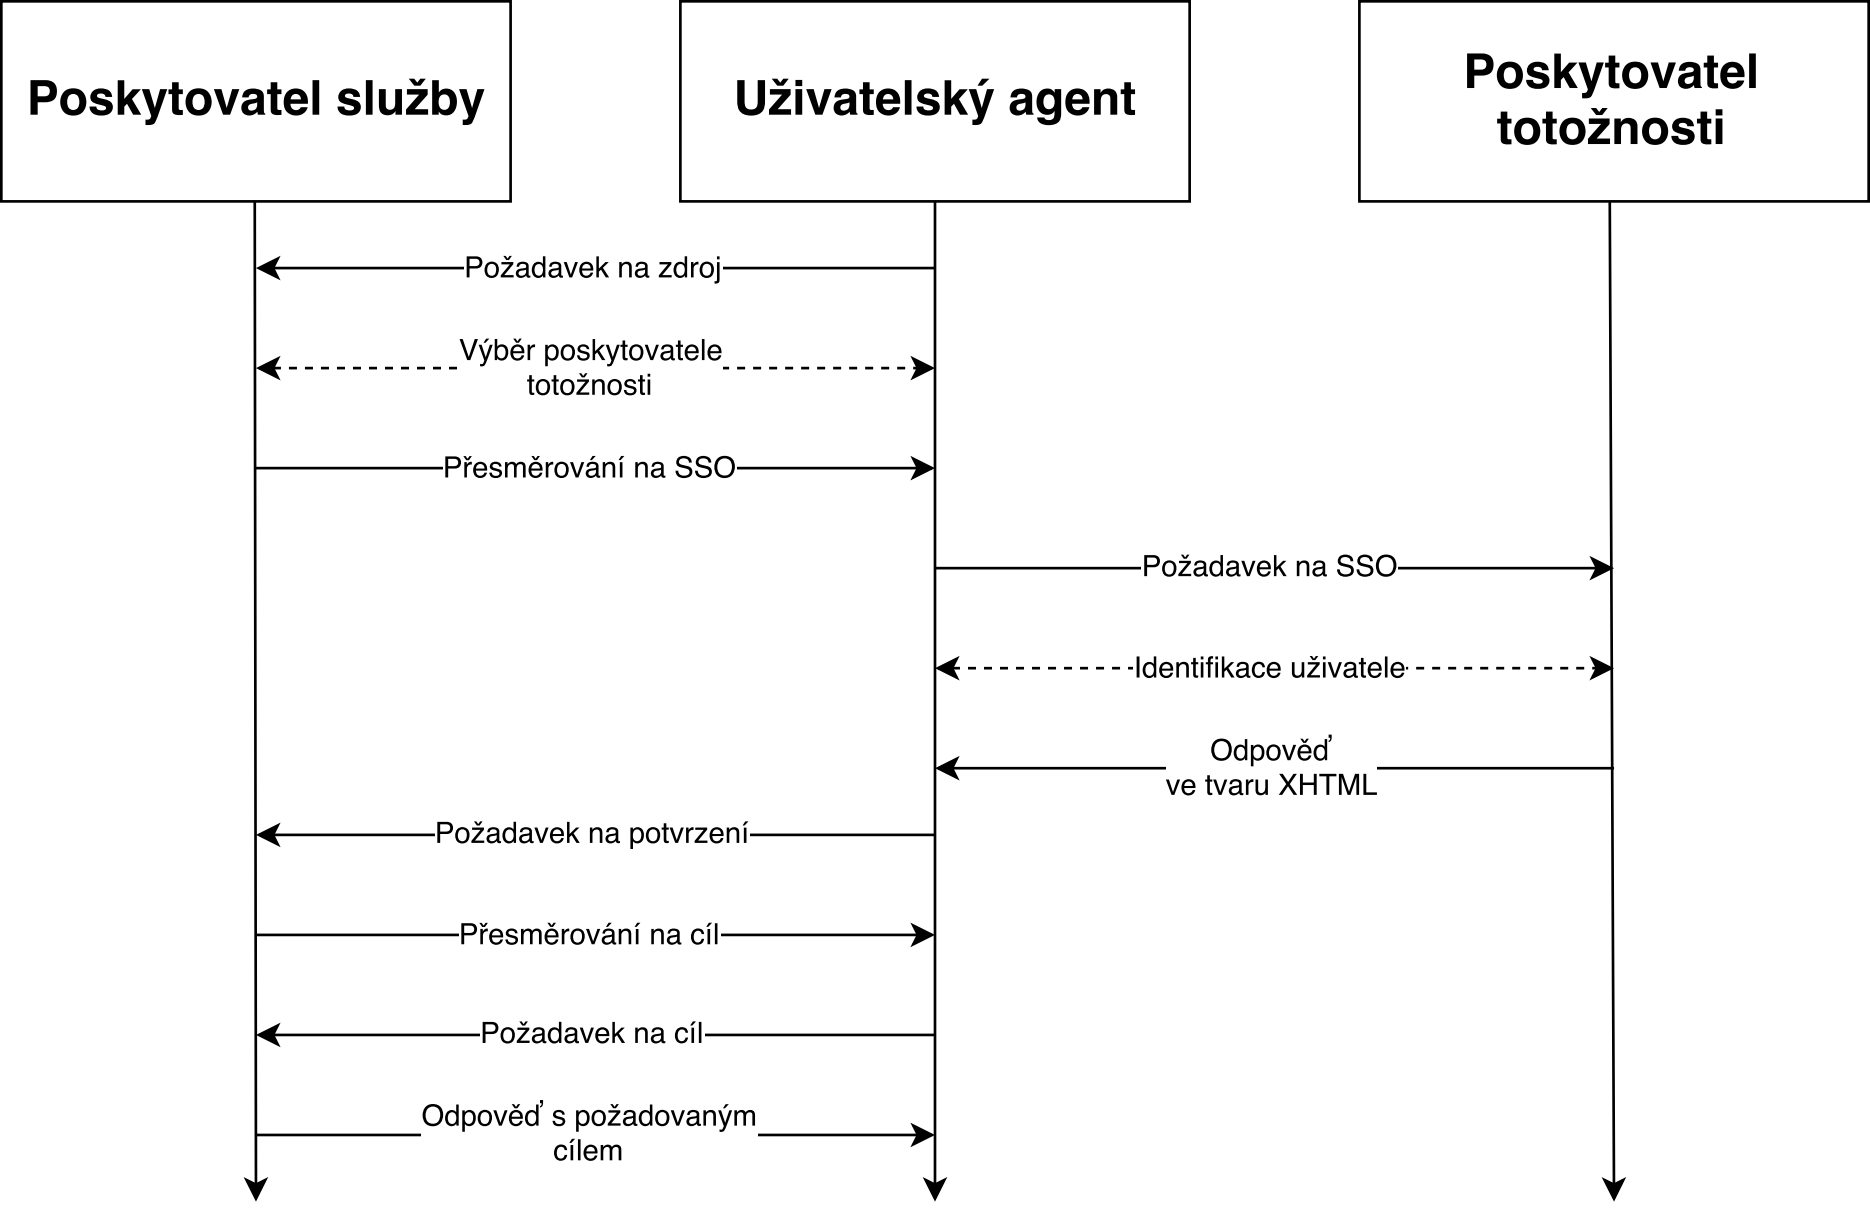 Poskytovatel služby
Uživatelský agent
Poskytovatel
totožnosti
Požadavek na zdroj
Výběr poskytovatele
totožnosti
Přesměrování na SSO
Požadavek na SSO
Identifikace uživatele
Odpověď
ve tvaru XHTML
Požadavek na potvrzení
Přesměrování na cíl
Požadavek na cíl
Odpověď s požadovaným
cílem